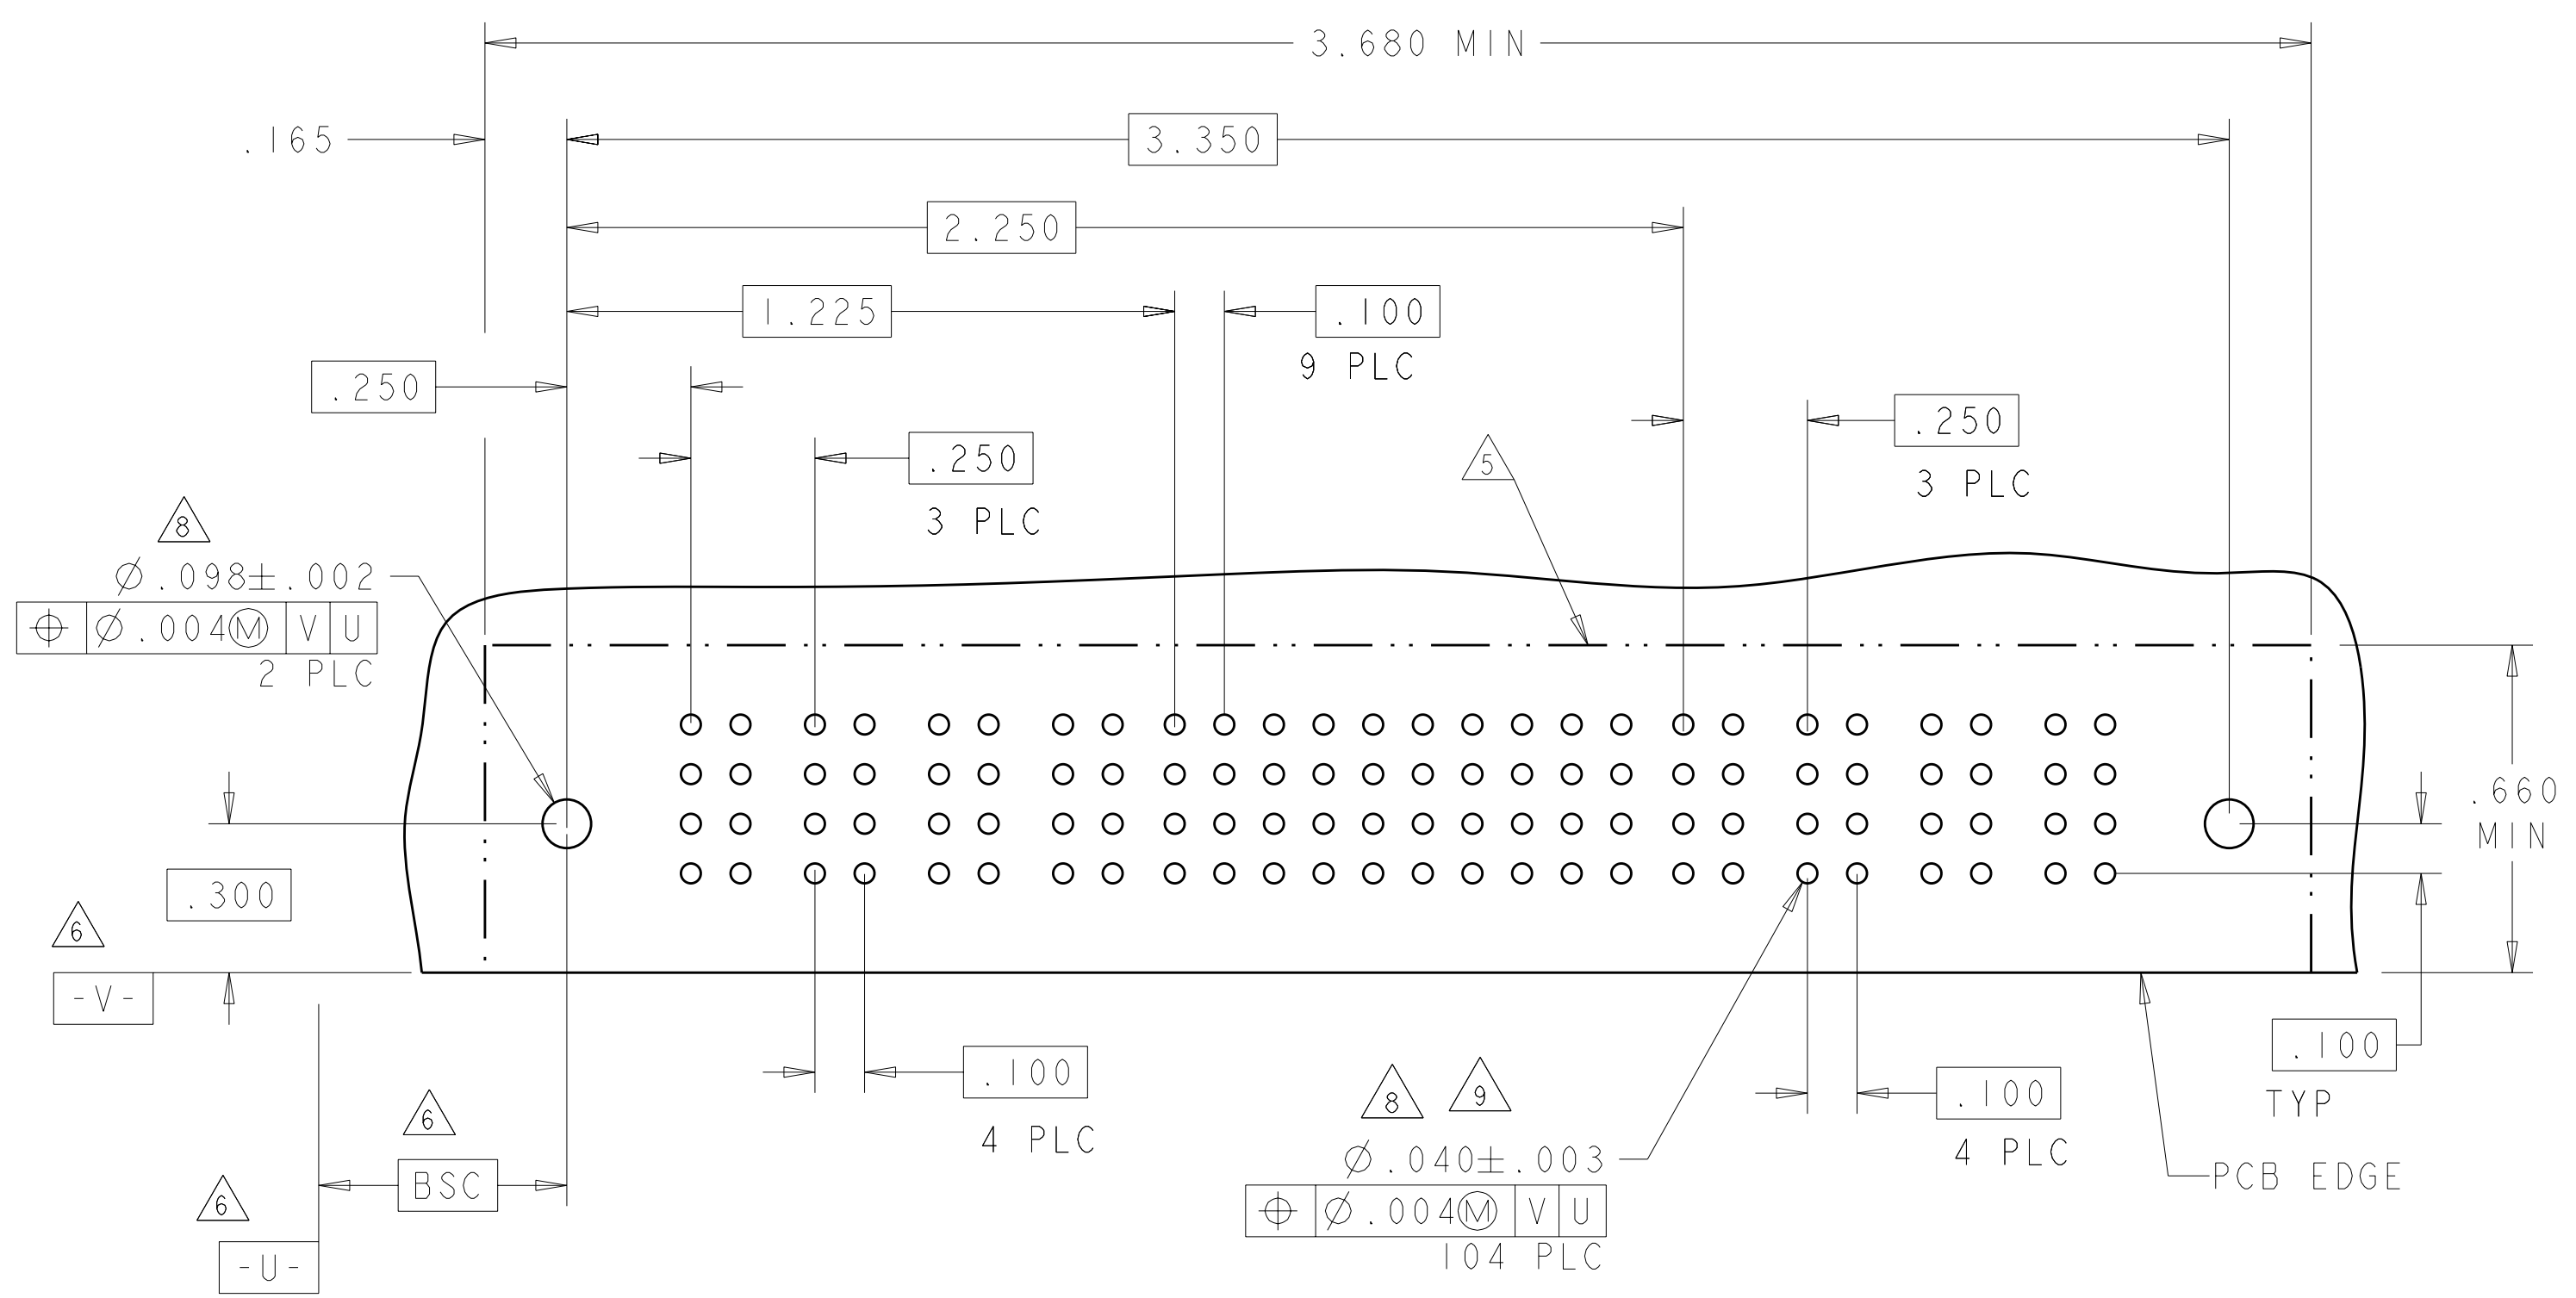 3.680 MIN
.165
3.350
2.250
1.225
.100
9 PLC
.250
.250
3 PLC
.250
3 PLC
5
8
Ø.098±.002
⌖ Ø.004Ⓜ V U
2 PLC
.660
MIN
.300
6
-V-
.100
TYP
.100
4 PLC
8 9
Ø.040±.003
⌖ Ø.004Ⓜ V U
104 PLC
.100
4 PLC
PCB EDGE
6
BSC
6
-U-